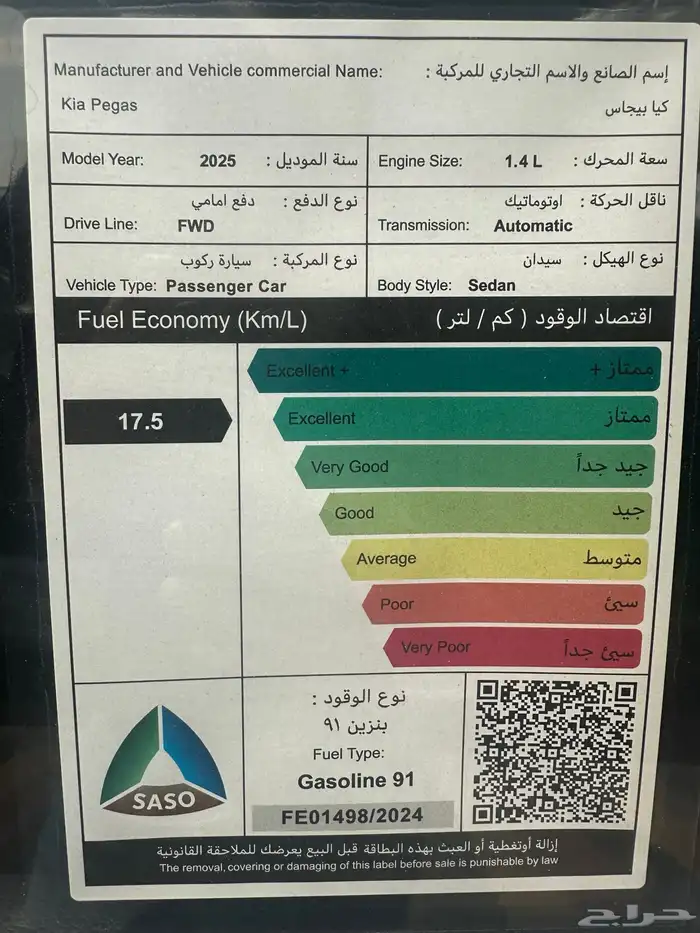 Manufacturer and Vehicle commercial Name: إسم الصانع والاسم التجاري للمركبة :
Kia Pegas كيا بيجاس
Model Year: 2025 سنة الموديل :
Engine Size: 1.4 L سعة المحرك :
نوع الدفع : دفع امامي
Drive Line: FWD
ناقل الحركة : اوتوماتيك
Transmission: Automatic
نوع المركبة : سيارة ركوب
Vehicle Type: Passenger Car
نوع الهيكل : سيدان
Body Style: Sedan
Fuel Economy (Km/L) اقتصاد الوقود ( كم / لتر )
Excellent + ممتاز +
17.5
Excellent ممتاز
Very Good جيد جداً
Good جيد
Average متوسط
Poor سيئ
Very Poor سيئ جداً
SASO
نوع الوقود :
بنزين ٩١
Fuel Type:
Gasoline 91
FE01498/2024
إزالة أوتغطية أو العبث بهذه البطاقة قبل البيع يعرضك للملاحقة القانونية
The removal, covering or damaging of this label before sale is punishable by law
حراج